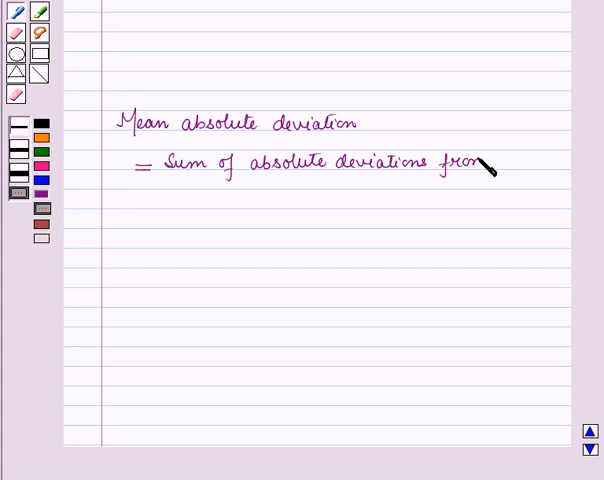 Mean absolute deviation
= Sum of absolute deviations from